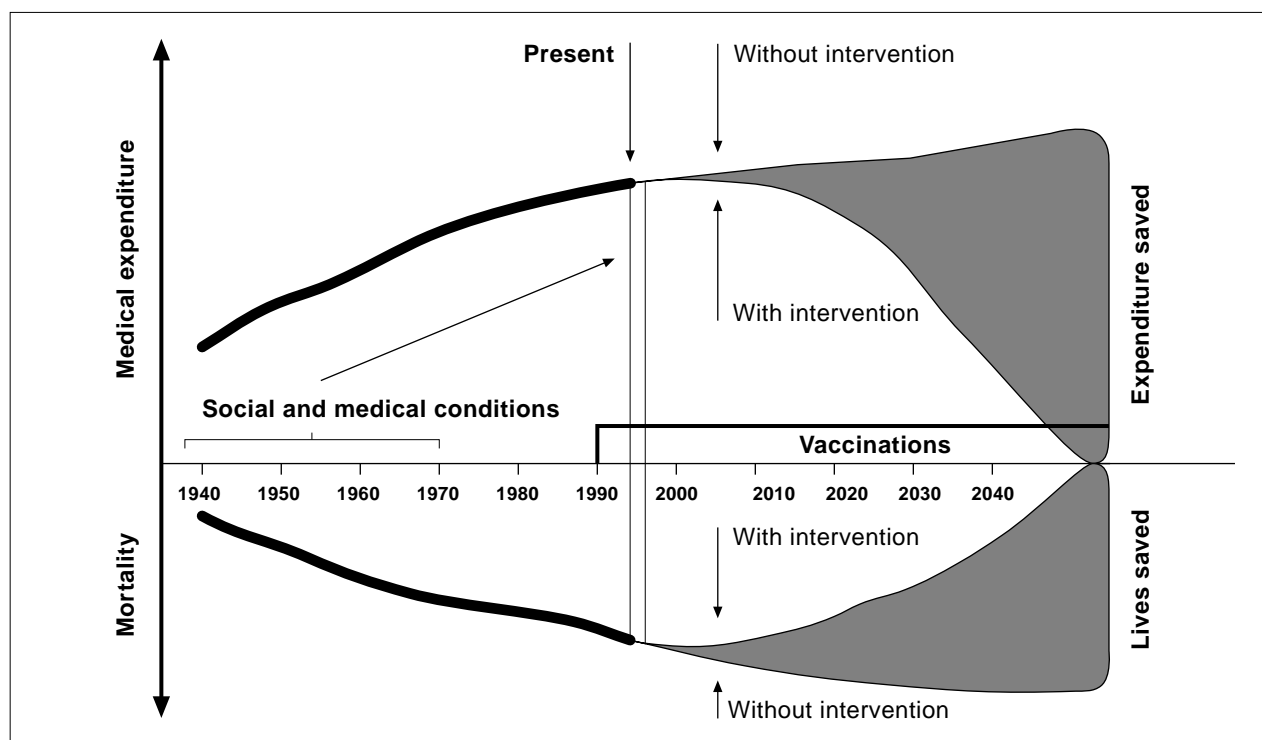 Present
Without intervention
Medical expenditure
Expenditure saved
With intervention
Social and medical conditions
Vaccinations
1940 1950 1960 1970 1980 1990 2000 2010 2020 2030 2040
With intervention
Mortality
Lives saved
Without intervention